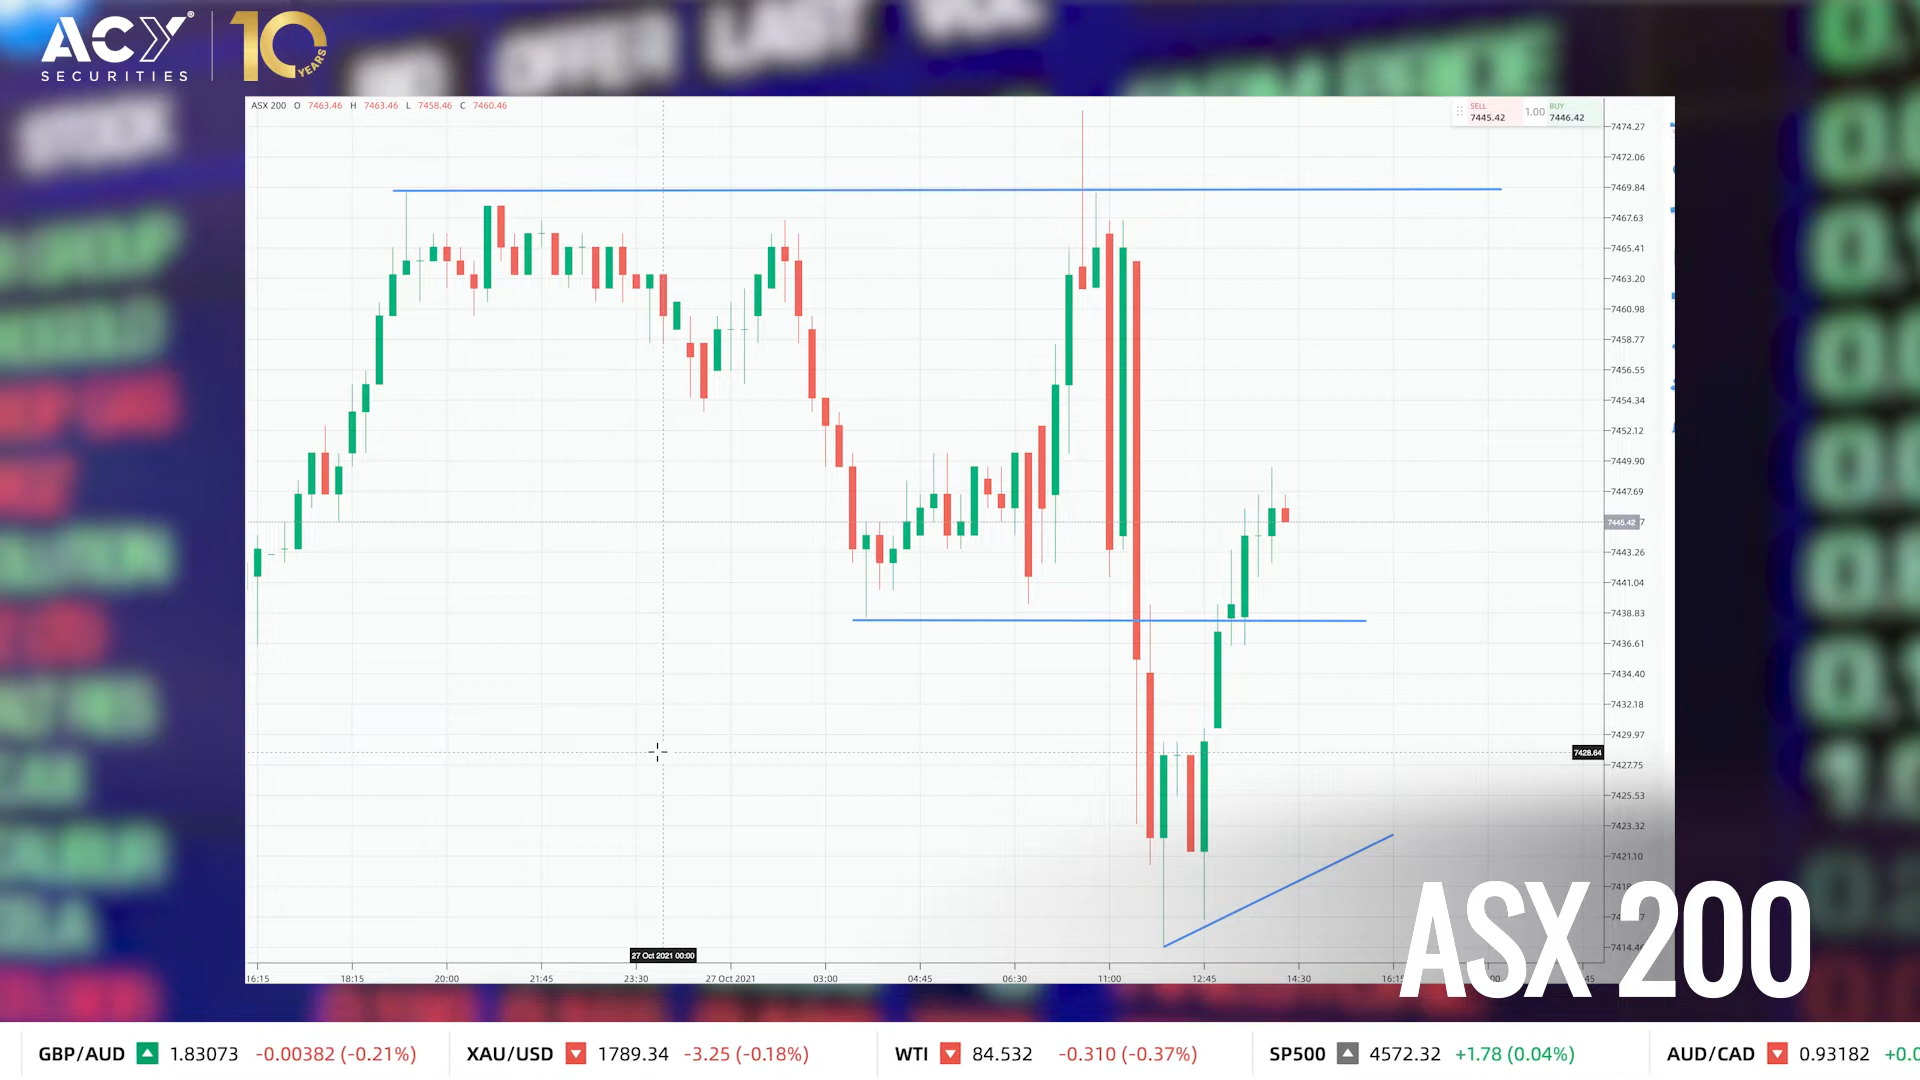 ACY® 10 YEARS
SECURITIES
OFFER LAST VOL
STOCK
ASX 200 O 7463.46 H 7463.46 L 7458.46 C 7460.46
SELL 7445.42 1.00 BUY 7446.42
7474.27
7472.06
7469.84
7467.63
7465.41
7463.20
7460.98
7458.77
7456.55
7454.34
7452.12
7449.90
7447.69
7445.42
7443.26
7441.04
7438.83
7436.61
7434.40
7432.18
7429.97
7428.64
7427.75
7425.53
7423.32
7421.10
27 Oct 2021 00:00
16:15 18:15 20:00 21:45 23:30 27 Oct 2021 03:00 04:45 06:30 11:00 12:45 14:30
ASX 200
GBP/AUD 1.83073 -0.00382 (-0.21%) XAU/USD 1789.34 -3.25 (-0.18%) WTI 84.532 -0.310 (-0.37%) SP500 4572.32 +1.78 (0.04%) AUD/CAD 0.93182 +0.0